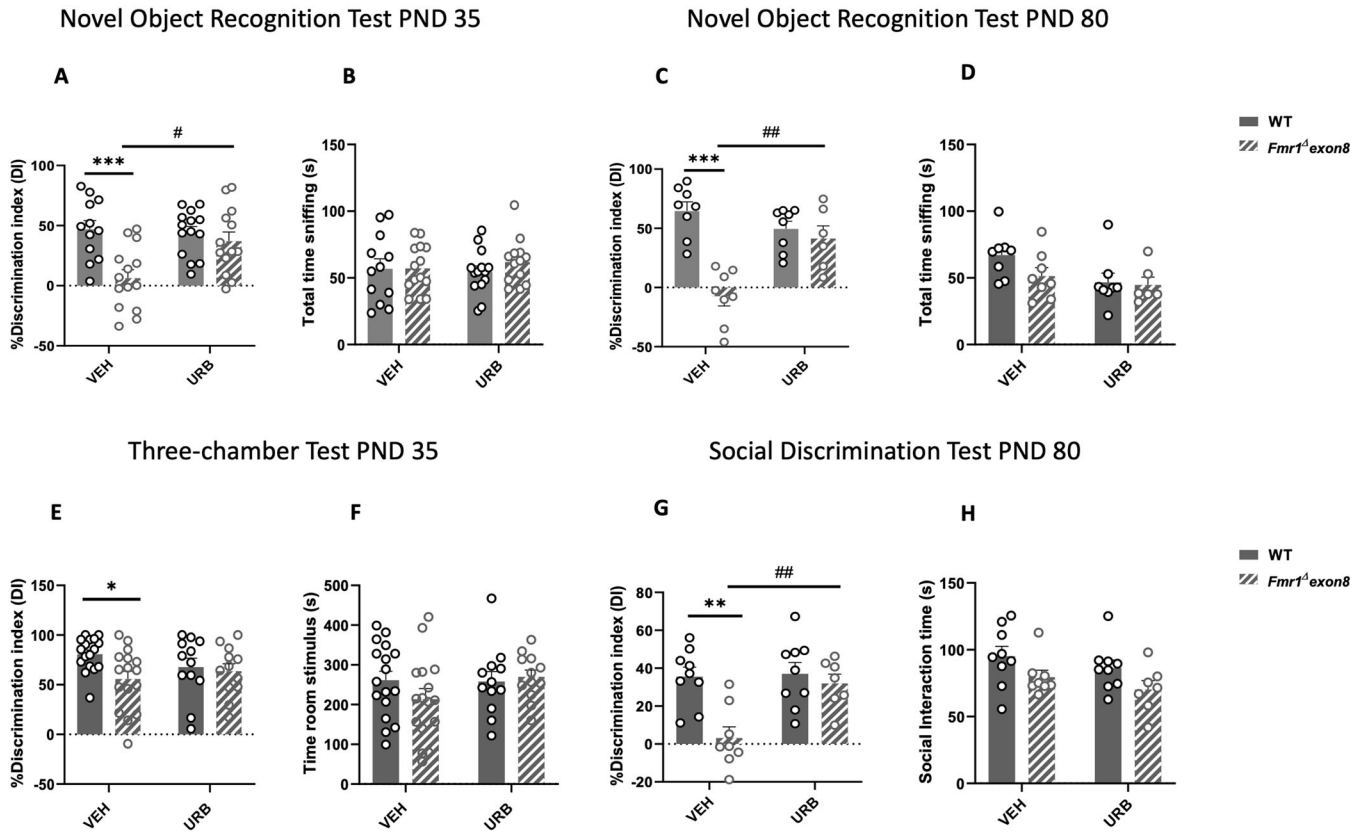 Novel Object Recognition Test PND 35
Novel Object Recognition Test PND 80
A
B
C
D
WT
Fmr1Δexon8
%Discrimination index (DI)
100
50
0
-50
***
#
VEH
URB
Total time sniffing (s)
150
100
50
0
VEH
URB
%Discrimination index (DI)
100
50
0
-50
***
##
VEH
URB
Total time sniffing (s)
150
100
50
0
VEH
URB
Three-chamber Test PND 35
Social Discrimination Test PND 80
E
F
G
H
WT
Fmr1Δexon8
%Discrimination index (DI)
150
100
50
0
-50
*
VEH
URB
Time room stimulus (s)
500
400
300
200
100
0
VEH
URB
%Discrimination index (DI)
80
60
40
20
0
-20
**
##
VEH
URB
Social Interaction time (s)
150
100
50
0
VEH
URB